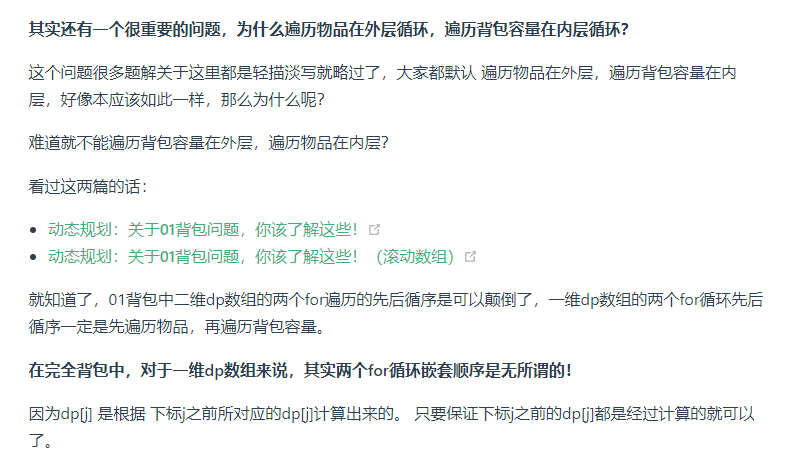 其实还有一个很重要的问题，为什么遍历物品在外层循环，遍历背包容量在内层循环？
这个问题很多题解关于这里都是轻描淡写就略过了，大家都默认 遍历物品在外层，遍历背包容量在内
层，好像本应该如此一样，那么为什么呢？
难道就不能遍历背包容量在外层，遍历物品在内层？
看过这两篇的话：
动态规划：关于01背包问题，你该了解这些！
动态规划：关于01背包问题，你该了解这些！（滚动数组）
就知道了，01背包中二维dp数组的两个for遍历的先后循序是可以颠倒了，一维dp数组的两个for循环先后
循序一定是先遍历物品，再遍历背包容量。
在完全背包中，对于一维dp数组来说，其实两个for循环嵌套顺序是无所谓的！
因为dp[j] 是根据 下标j之前所对应的dp[j]计算出来的。 只要保证下标j之前的dp[j]都是经过计算的就可以
了。